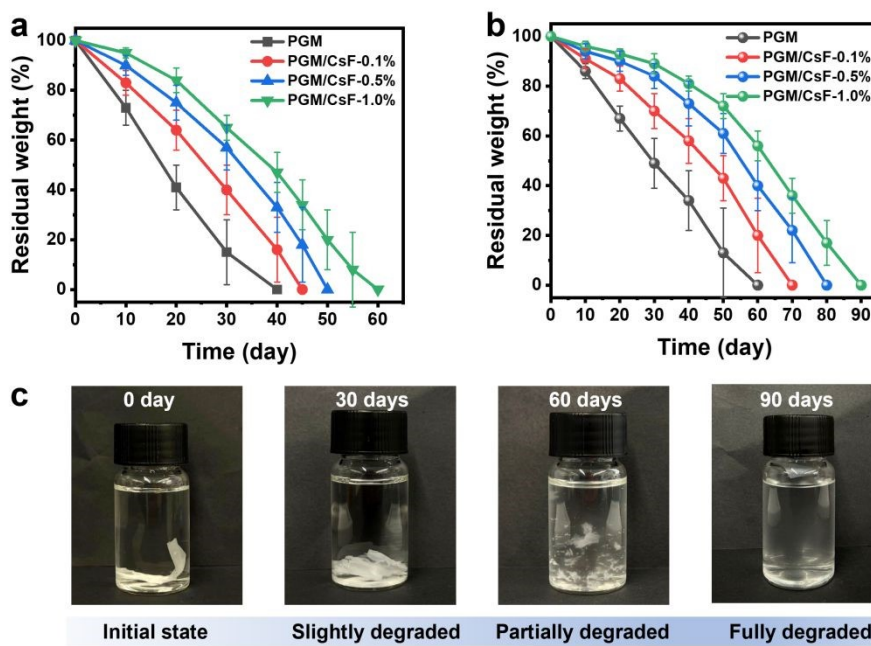 a
PGM
PGM/CsF-0.1%
PGM/CsF-0.5%
PGM/CsF-1.0%
Residual weight (%)
100
80
60
40
20
0
0 10 20 30 40 50 60
Time (day)
b
PGM
PGM/CsF-0.1%
PGM/CsF-0.5%
PGM/CsF-1.0%
Residual weight (%)
100
80
60
40
20
0
0 10 20 30 40 50 60 70 80 90
Time (day)
c
0 day 30 days 60 days 90 days
Initial state Slightly degraded Partially degraded Fully degraded